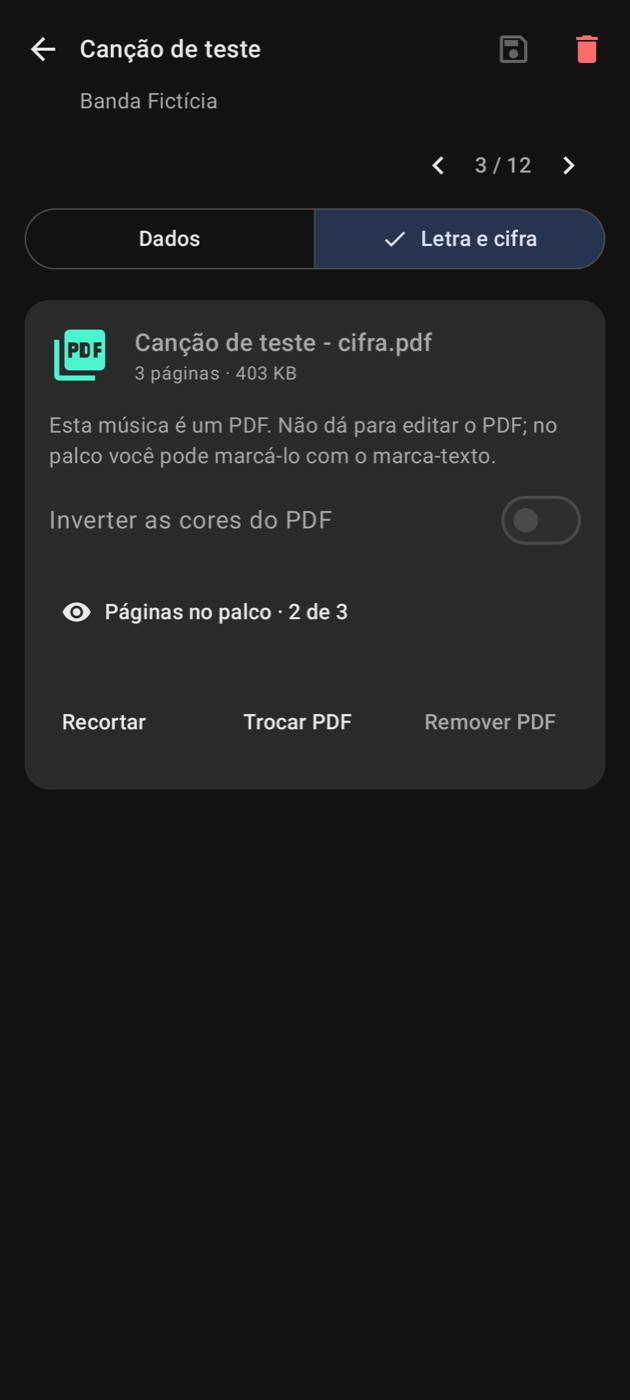 Canção de teste
Banda Fictícia
3 / 12
Dados
Letra e cifra
PDF
Canção de teste - cifra.pdf
3 páginas · 403 KB
Esta música é um PDF. Não dá para editar o PDF; no
palco você pode marcá-lo com o marca-texto.
Inverter as cores do PDF
Páginas no palco · 2 de 3
Recortar
Trocar PDF
Remover PDF